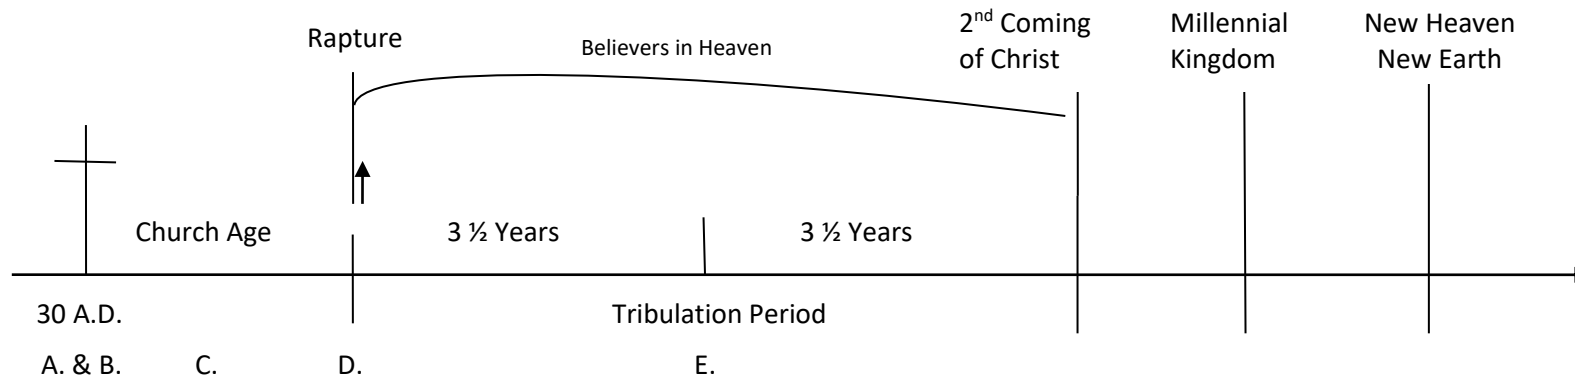 2nd Coming of Christ
Millennial Kingdom
New Heaven New Earth
Rapture
Believers in Heaven
Church Age
3 ½ Years
3 ½ Years
30 A.D.
Tribulation Period
A. & B.
C.
D.
E.